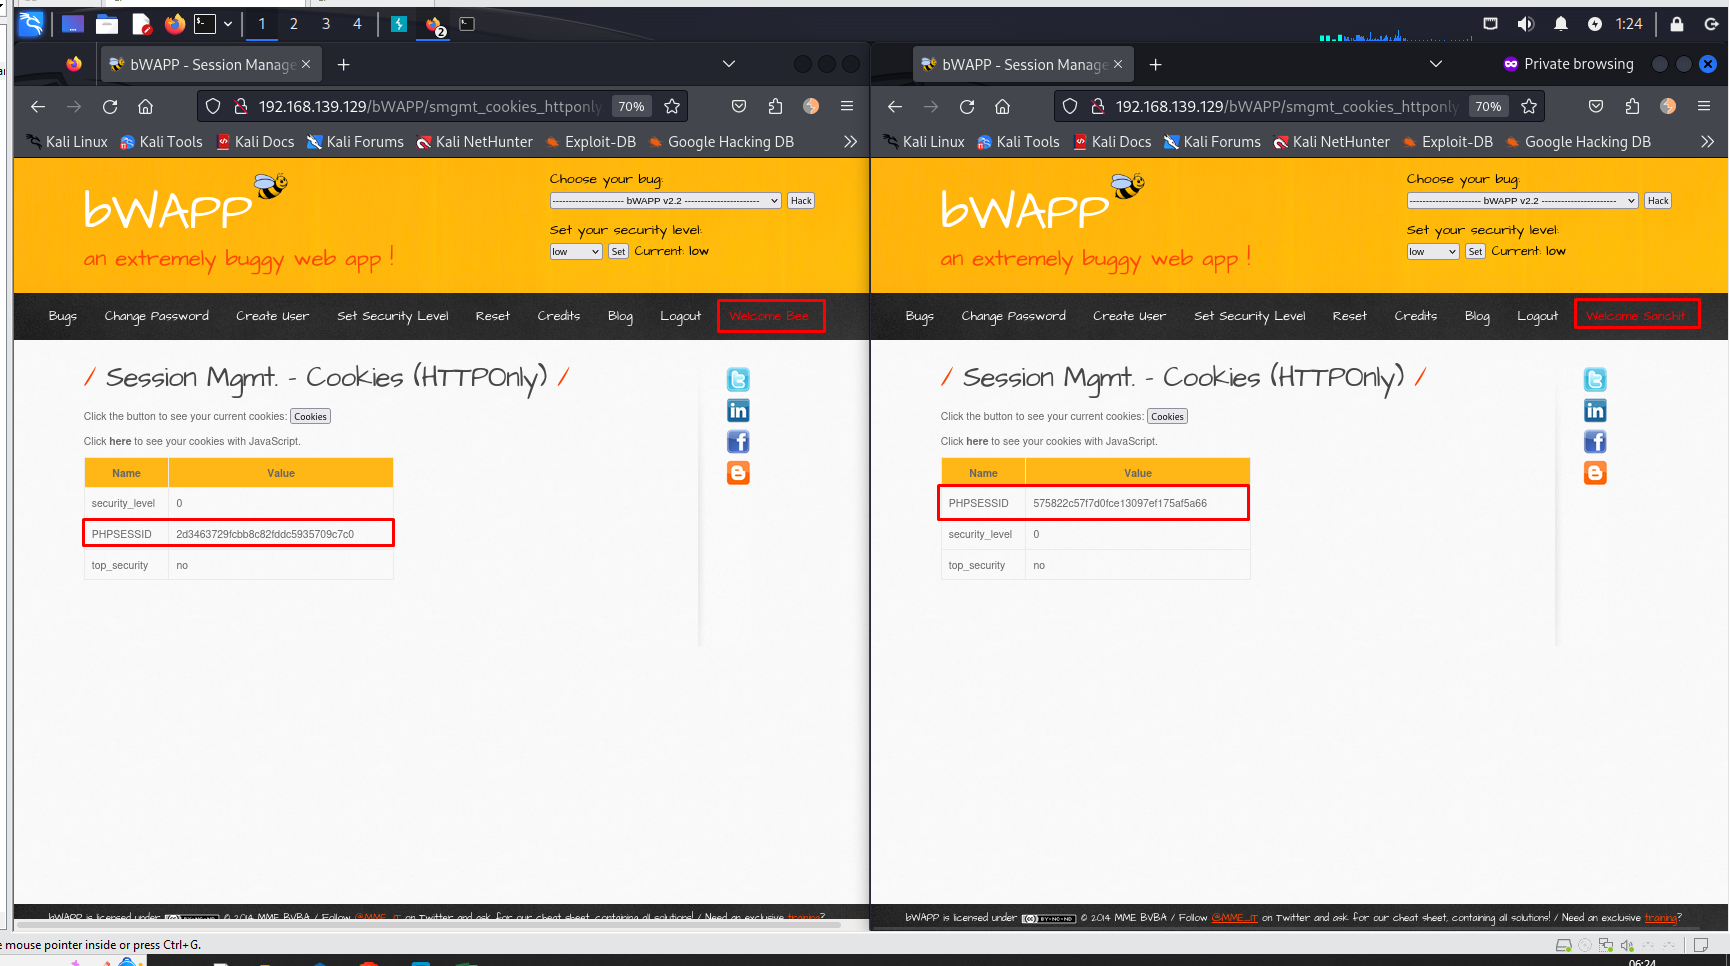 1 2 3 4 2 1:24
bWAPP - Session Manage
192.168.139.129/bWAPP/smgmt_cookies_httponly 70%
Kali Linux Kali Tools Kali Docs Kali Forums Kali NetHunter Exploit-DB Google Hacking DB
bWAPP
an extremely buggy web app !
Choose your bug:
---------------------- bWAPP v2.2 ----------------------- Hack
Set your security level:
low Set Current: low
Bugs Change Password Create User Set Security Level Reset Credits Blog Logout Welcome Bee
/ Session Mgmt. - Cookies (HTTPOnly) /
Click the button to see your current cookies: Cookies
Click here to see your cookies with JavaScript.
Name Value
security_level 0
PHPSESSID 2d3463729fcbb8c82fddc5935709c7c0
top_security no
bWAPP is licensed under BY-NC-ND © 2014 MME BVBA / Follow @MME_IT on Twitter and ask for our cheat sheet, containing all solutions! / Need an exclusive training?
bWAPP - Session Manage Private browsing
192.168.139.129/bWAPP/smgmt_cookies_httponly 70%
Kali Linux Kali Tools Kali Docs Kali Forums Kali NetHunter Exploit-DB Google Hacking DB
bWAPP
an extremely buggy web app !
Choose your bug:
---------------------- bWAPP v2.2 ----------------------- Hack
Set your security level:
low Set Current: low
Bugs Change Password Create User Set Security Level Reset Credits Blog Logout Welcome Sanchit
/ Session Mgmt. - Cookies (HTTPOnly) /
Click the button to see your current cookies: Cookies
Click here to see your cookies with JavaScript.
Name Value
PHPSESSID 575822c57f7d0fce13097ef175af5a66
security_level 0
top_security no
bWAPP is licensed under BY-NC-ND © 2014 MME BVBA / Follow @MME_IT on Twitter and ask for our cheat sheet, containing all solutions! / Need an exclusive training?
e mouse pointer inside or press Ctrl+G.
06:24